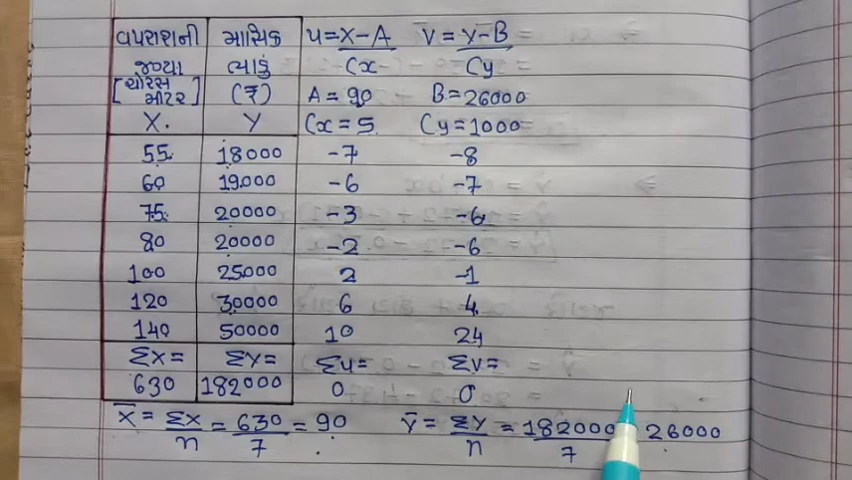 વપરાશની માસિક u=X-A V=Y-B
જગ્યા ભાડું Cx Cy
[ચોરસ મીટર] (₹) A=90 B=26000
X. Y Cx=5 Cy=1000
55 18000 -7 -8
60 19000 -6 -7
75 20000 -3 -6
80 20000 -2 -6
100 25000 2 -1
120 30000 6 4
140 50000 10 24
ΣX= ΣY= Σu= ΣV=
630 182000 0 0
X̄ = ΣX/n = 630/7 = 90 ȳ = ΣY/n = 182000/7 26000